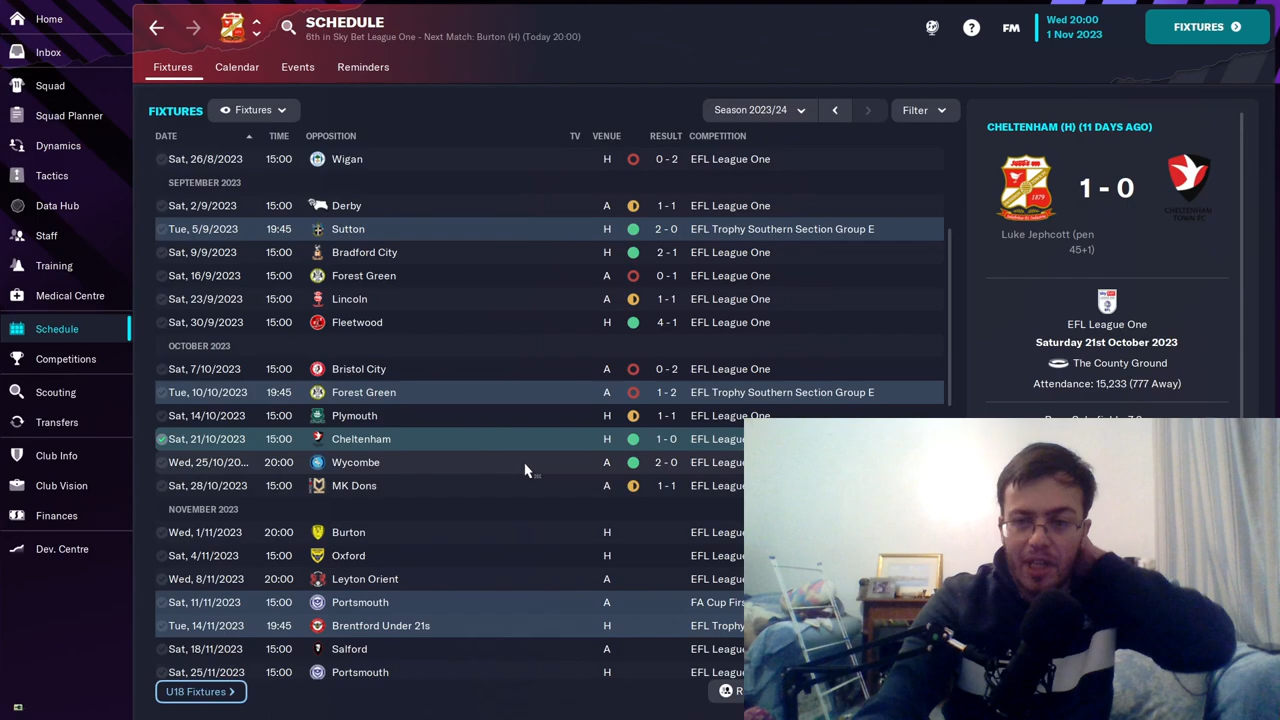 Home
SCHEDULE
6th in Sky Bet League One - Next Match: Burton (H) (Today 20:00)
FM
Wed 20:00
1 Nov 2023
FIXTURES
Inbox
Squad
Squad Planner
Dynamics
Tactics
Data Hub
Staff
Training
Medical Centre
Schedule
Competitions
Scouting
Transfers
Club Info
Club Vision
Finances
Dev. Centre
Fixtures Calendar Events Reminders
FIXTURES Fixtures Season 2023/24 Filter
DATE TIME OPPOSITION TV VENUE RESULT COMPETITION
Sat, 26/8/2023 15:00 Wigan H 0 - 2 EFL League One
SEPTEMBER 2023
Sat, 2/9/2023 15:00 Derby A 1 - 1 EFL League One
Tue, 5/9/2023 19:45 Sutton H 2 - 0 EFL Trophy Southern Section Group E
Sat, 9/9/2023 15:00 Bradford City H 2 - 1 EFL League One
Sat, 16/9/2023 15:00 Forest Green A 0 - 1 EFL League One
Sat, 23/9/2023 15:00 Lincoln A 1 - 1 EFL League One
Sat, 30/9/2023 15:00 Fleetwood H 4 - 1 EFL League One
OCTOBER 2023
Sat, 7/10/2023 15:00 Bristol City A 0 - 2 EFL League One
Tue, 10/10/2023 19:45 Forest Green A 1 - 2 EFL Trophy Southern Section Group E
Sat, 14/10/2023 15:00 Plymouth H 1 - 1 EFL League One
Sat, 21/10/2023 15:00 Cheltenham H 1 - 0 EFL League
Wed, 25/10/20... 20:00 Wycombe A 2 - 0 EFL League
Sat, 28/10/2023 15:00 MK Dons A 1 - 1 EFL League
NOVEMBER 2023
Wed, 1/11/2023 20:00 Burton H EFL League
Sat, 4/11/2023 15:00 Oxford H EFL League
Wed, 8/11/2023 20:00 Leyton Orient A EFL League
Sat, 11/11/2023 15:00 Portsmouth A FA Cup Firs
Tue, 14/11/2023 19:45 Brentford Under 21s H EFL Trophy
Sat, 18/11/2023 15:00 Salford A EFL League
Sat, 25/11/2023 15:00 Portsmouth H EFL League
U18 Fixtures
R
CHELTENHAM (H) (11 DAYS AGO)
1 - 0
1879
CHELTENHAM
TOWN FC
Luke Jephcott (pen
45+1)
EFL League One
Saturday 21st October 2023
The County Ground
Attendance: 15,233 (777 Away)